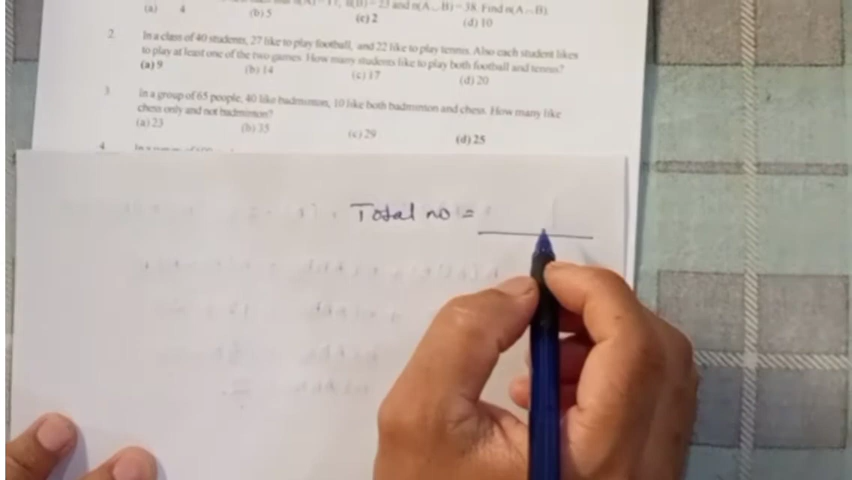 and n(A∪B) = 38. Find n(A∩B).
(a) 4 (b) 5 (c) 2 (d) 10
2. In a class of 40 students, 27 like to play football, and 22 like to play tennis. Also each student likes
to play at least one of the two games. How many students like to play both football and tennis?
(a) 9 (b) 14 (c) 17 (d) 20
3. In a group of 65 people, 40 like badminton, 10 like both badminton and chess. How many like
chess only and not badminton?
(a) 23 (b) 35 (c) 29 (d) 25
4
Total no =